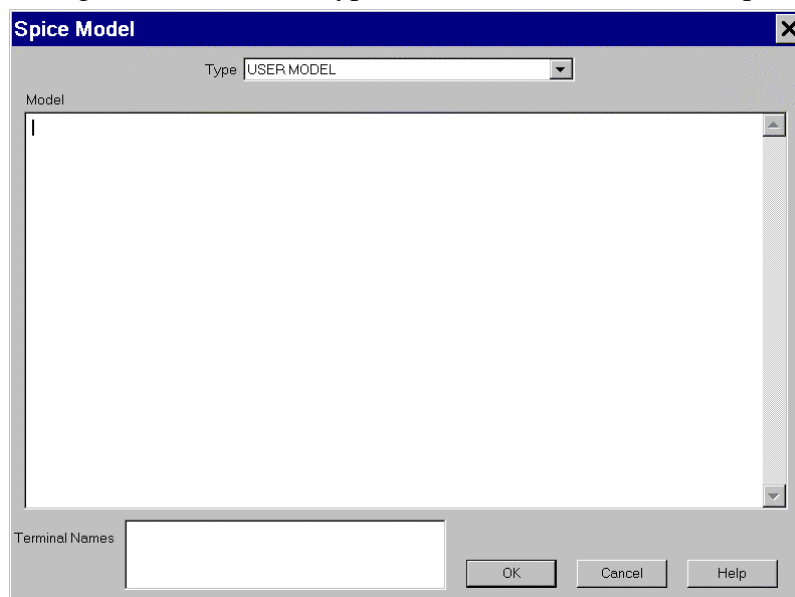 Spice Model
Type USER MODEL
Model
Terminal Names
OK Cancel Help